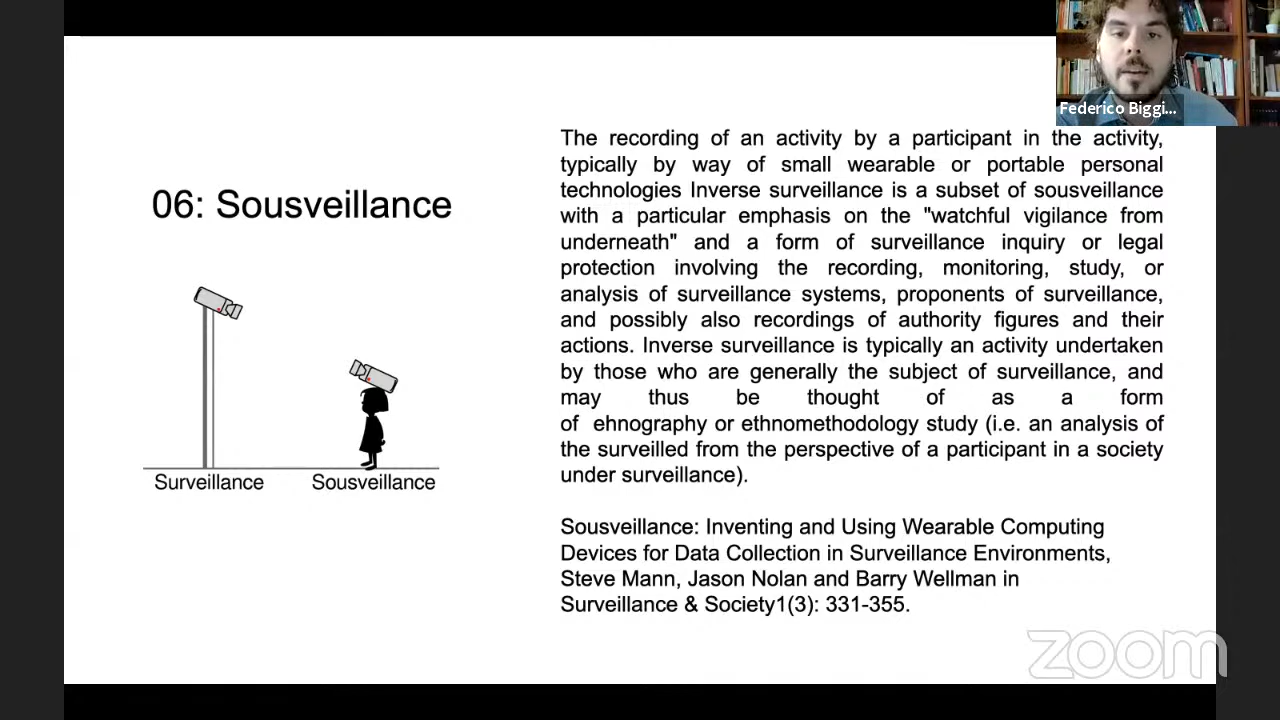 Federico Biggi...
06: Sousveillance
Surveillance
Sousveillance
The recording of an activity by a participant in the activity,
typically by way of small wearable or portable personal
technologies Inverse surveillance is a subset of sousveillance
with a particular emphasis on the "watchful vigilance from
underneath" and a form of surveillance inquiry or legal
protection involving the recording, monitoring, study, or
analysis of surveillance systems, proponents of surveillance,
and possibly also recordings of authority figures and their
actions. Inverse surveillance is typically an activity undertaken
by those who are generally the subject of surveillance, and
may thus be thought of as a form
of ehnography or ethnomethodology study (i.e. an analysis of
the surveilled from the perspective of a participant in a society
under surveillance).
Sousveillance: Inventing and Using Wearable Computing
Devices for Data Collection in Surveillance Environments,
Steve Mann, Jason Nolan and Barry Wellman in
Surveillance & Society1(3): 331-355.
zoom